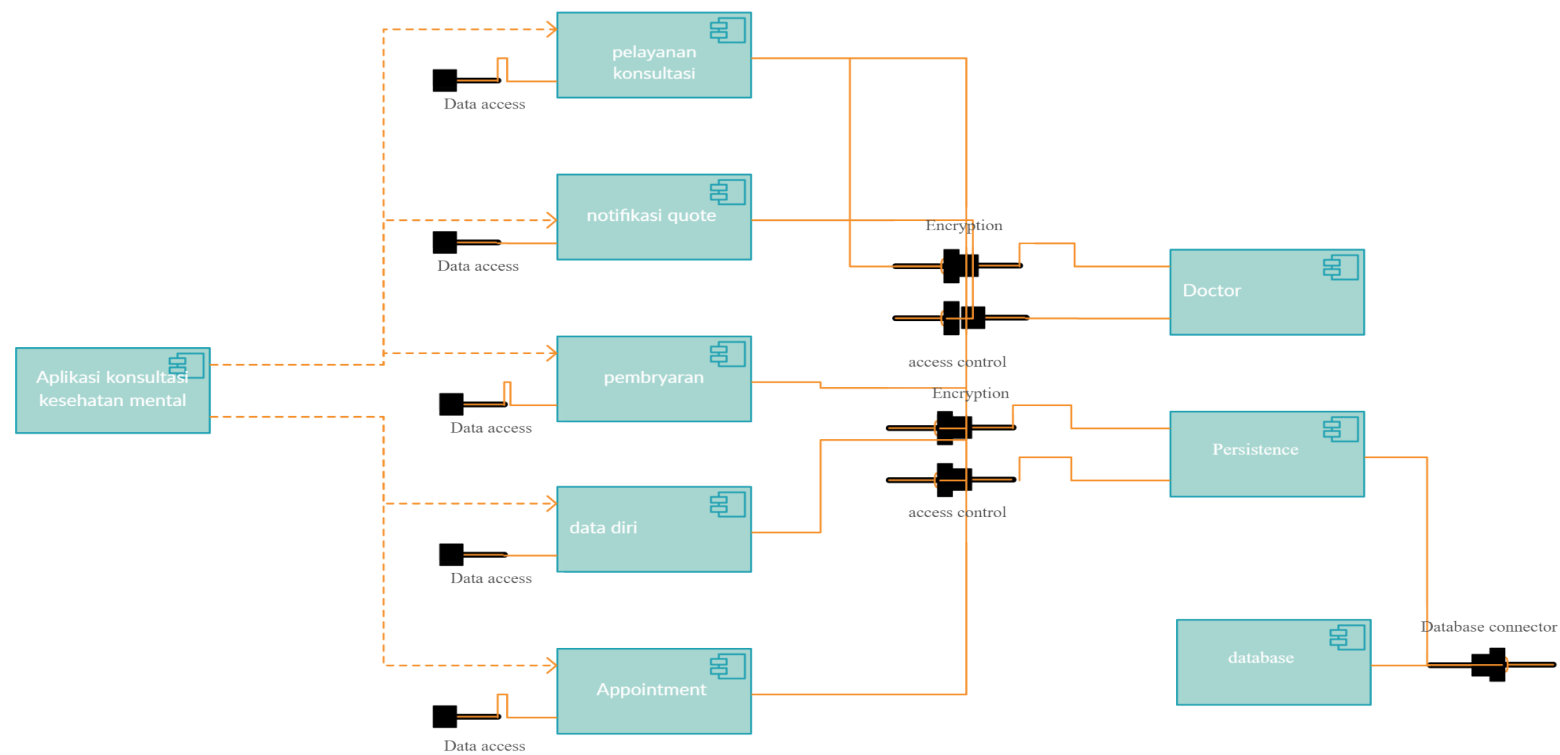 pelayanan
konsultasi
Data access
notifikasi quote
Data access
Encryption
Doctor
access control
Aplikasi konsultasi
kesehatan mental
pembryaran
Data access
Encryption
Persistence
access control
data diri
Data access
Database connector
database
Appointment
Data access